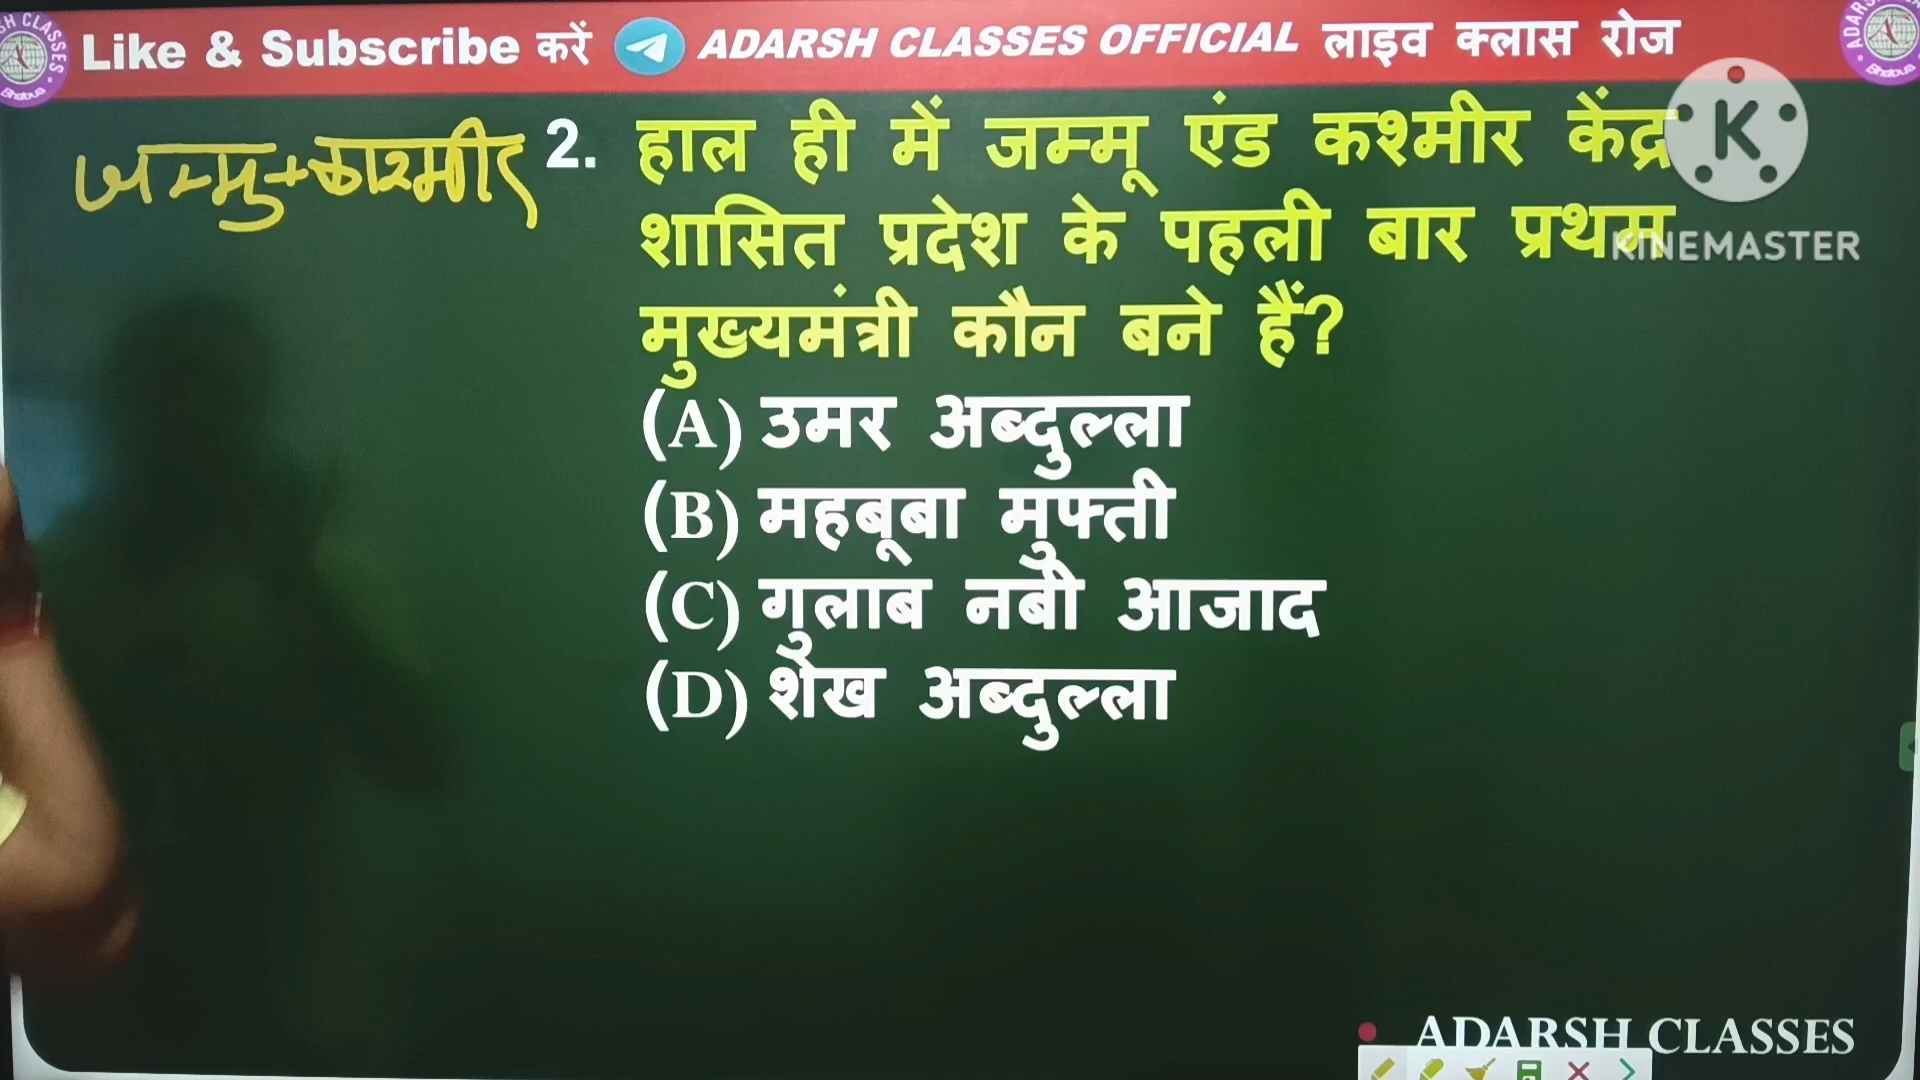 Like & Subscribe करें ADARSH CLASSES OFFICIAL लाइव क्लास रोज
जम्मु+काश्मीर
2. हाल ही में जम्मू एंड कश्मीर केंद्र
शासित प्रदेश के पहली बार प्रथम
मुख्यमंत्री कौन बने हैं?
(A) उमर अब्दुल्ला
(B) महबूबा मुफ्ती
(C) गुलाब नबी आजाद
(D) शेख अब्दुल्ला
K
KINEMASTER
ADARSH CLASSES